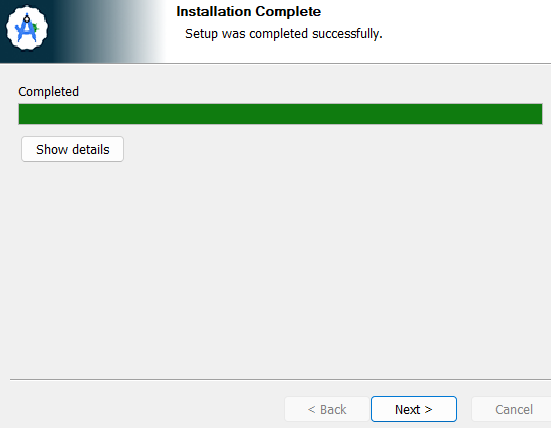 Installation Complete
Setup was completed successfully.
Completed
Show details
< Back
Next >
Cancel